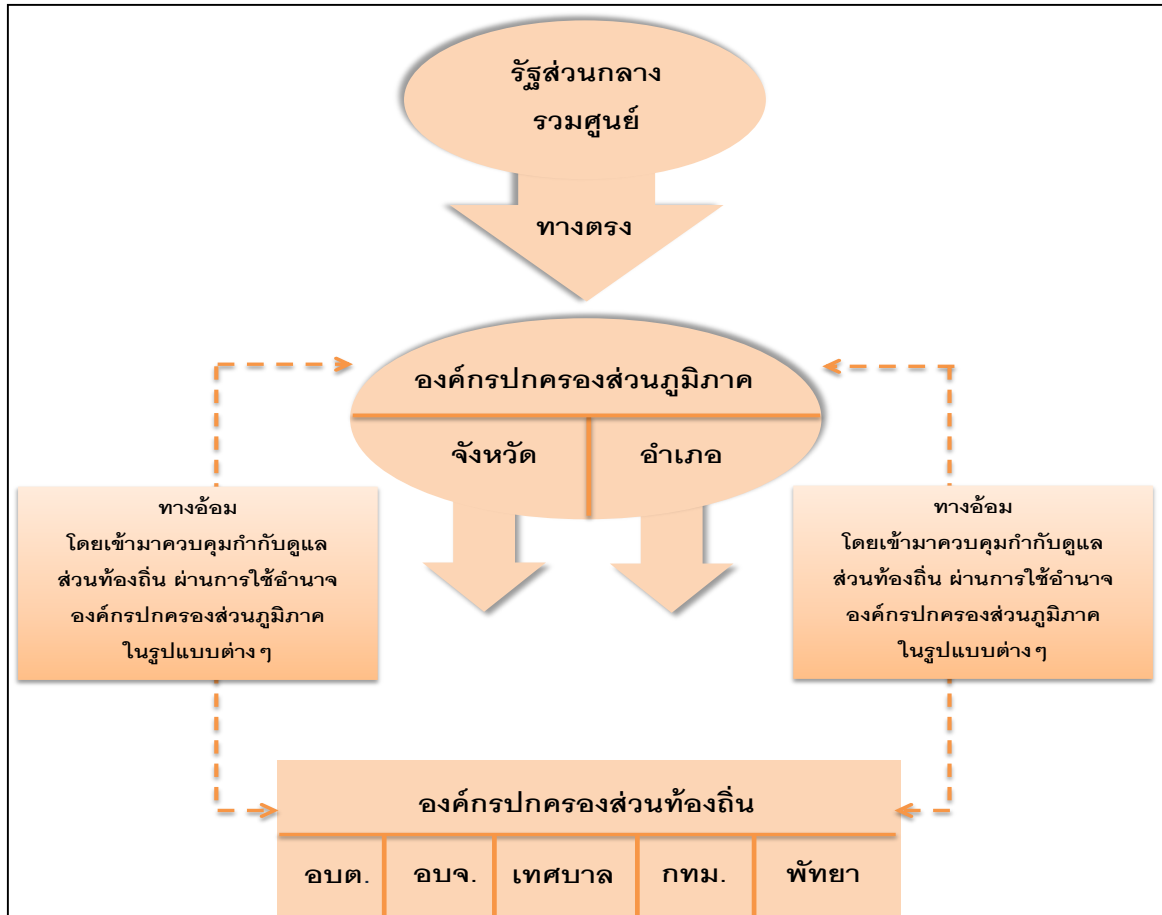 รัฐส่วนกลาง
รวมศูนย์
ทางตรง
องค์กรปกครองส่วนภูมิภาค
จังหวัด
อำเภอ
ทางอ้อม
โดยเข้ามาควบคุมกำกับดูแล
ส่วนท้องถิ่น ผ่านการใช้อำนาจ
องค์กรปกครองส่วนภูมิภาค
ในรูปแบบต่าง ๆ
ทางอ้อม
โดยเข้ามาควบคุมกำกับดูแล
ส่วนท้องถิ่น ผ่านการใช้อำนาจ
องค์กรปกครองส่วนภูมิภาค
ในรูปแบบต่าง ๆ
องค์กรปกครองส่วนท้องถิ่น
อบต.
อบจ.
เทศบาล
กทม.
พัทยา